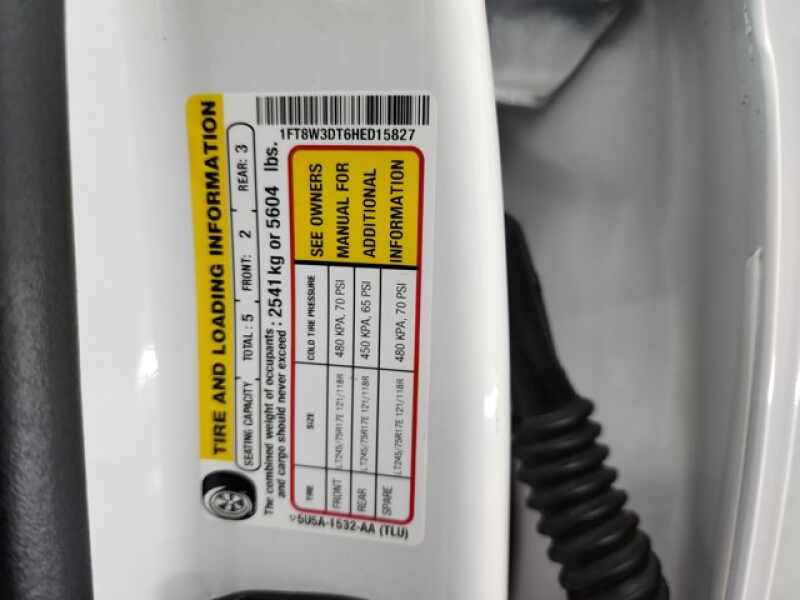 TIRE AND LOADING INFORMATION
SEATING CAPACITY TOTAL : 5 FRONT: 2 REAR: 3
The combined weight of occupants
and cargo should never exceed : 2541 kg or 5604 lbs.
TIRE SIZE COLD TIRE PRESSURE
FRONT LT245/75R17E 121/118R 480 KPA, 70 PSI
REAR LT245/75R17E 121/118R 450 KPA, 65 PSI
SPARE LT245/75R17E 121/118R 480 KPA, 70 PSI
SEE OWNERS
MANUAL FOR
ADDITIONAL
INFORMATION
5U5A-1532-AA (TLU)
1FT8W3DT6HED15827